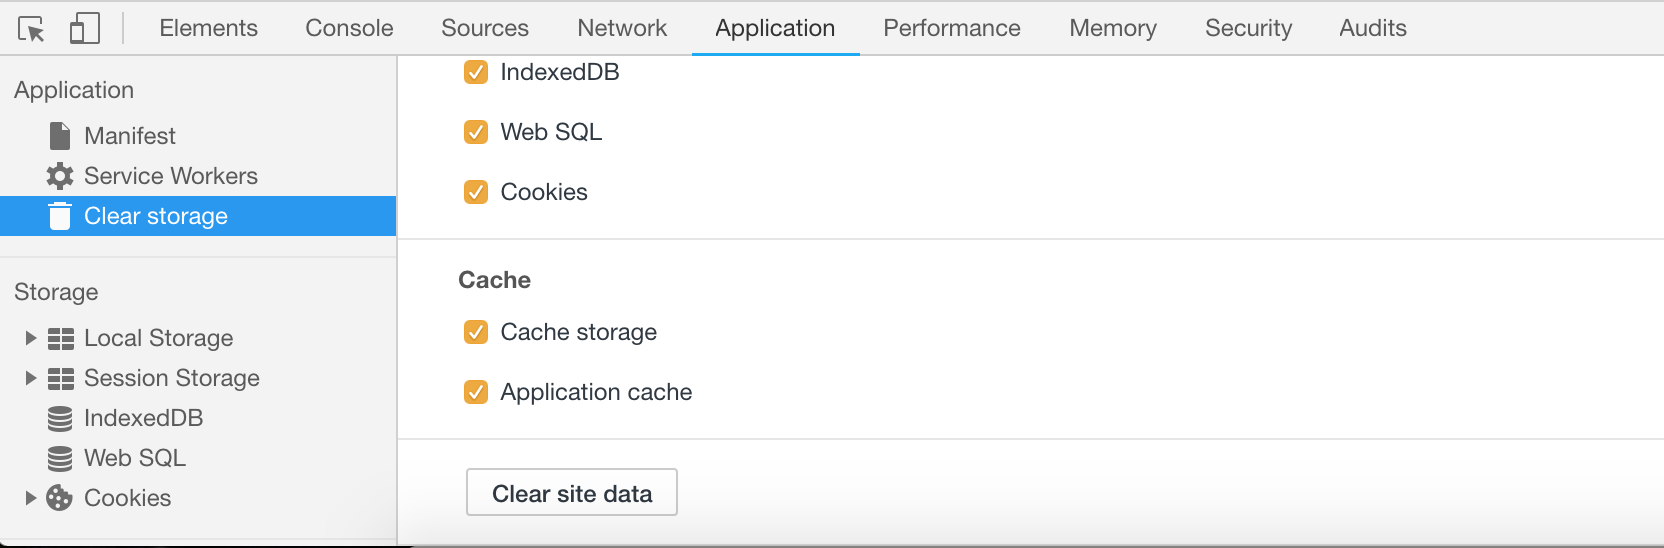 Elements Console Sources Network Application Performance Memory Security Audits
Application
Manifest
Service Workers
Clear storage
Storage
Local Storage
Session Storage
IndexedDB
Web SQL
Cookies
IndexedDB
Web SQL
Cookies
Cache
Cache storage
Application cache
Clear site data